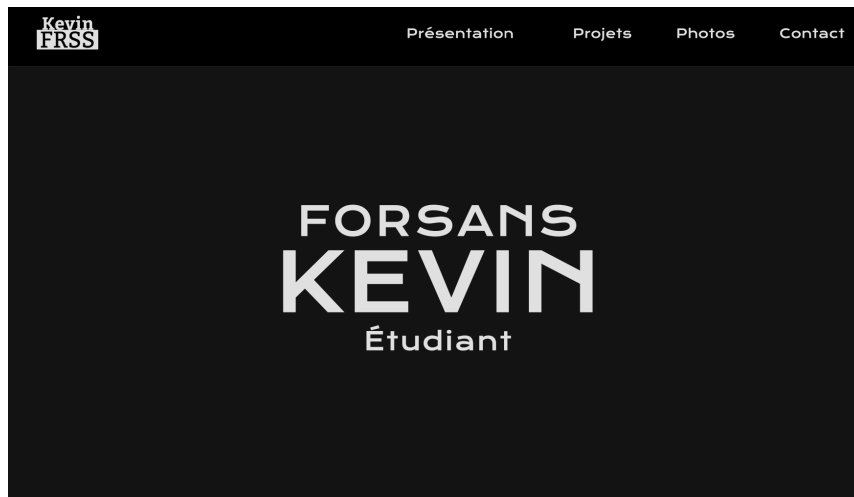 Kevin
FRSS
Présentation Projets Photos Contact
FORSANS
KEVIN
Étudiant